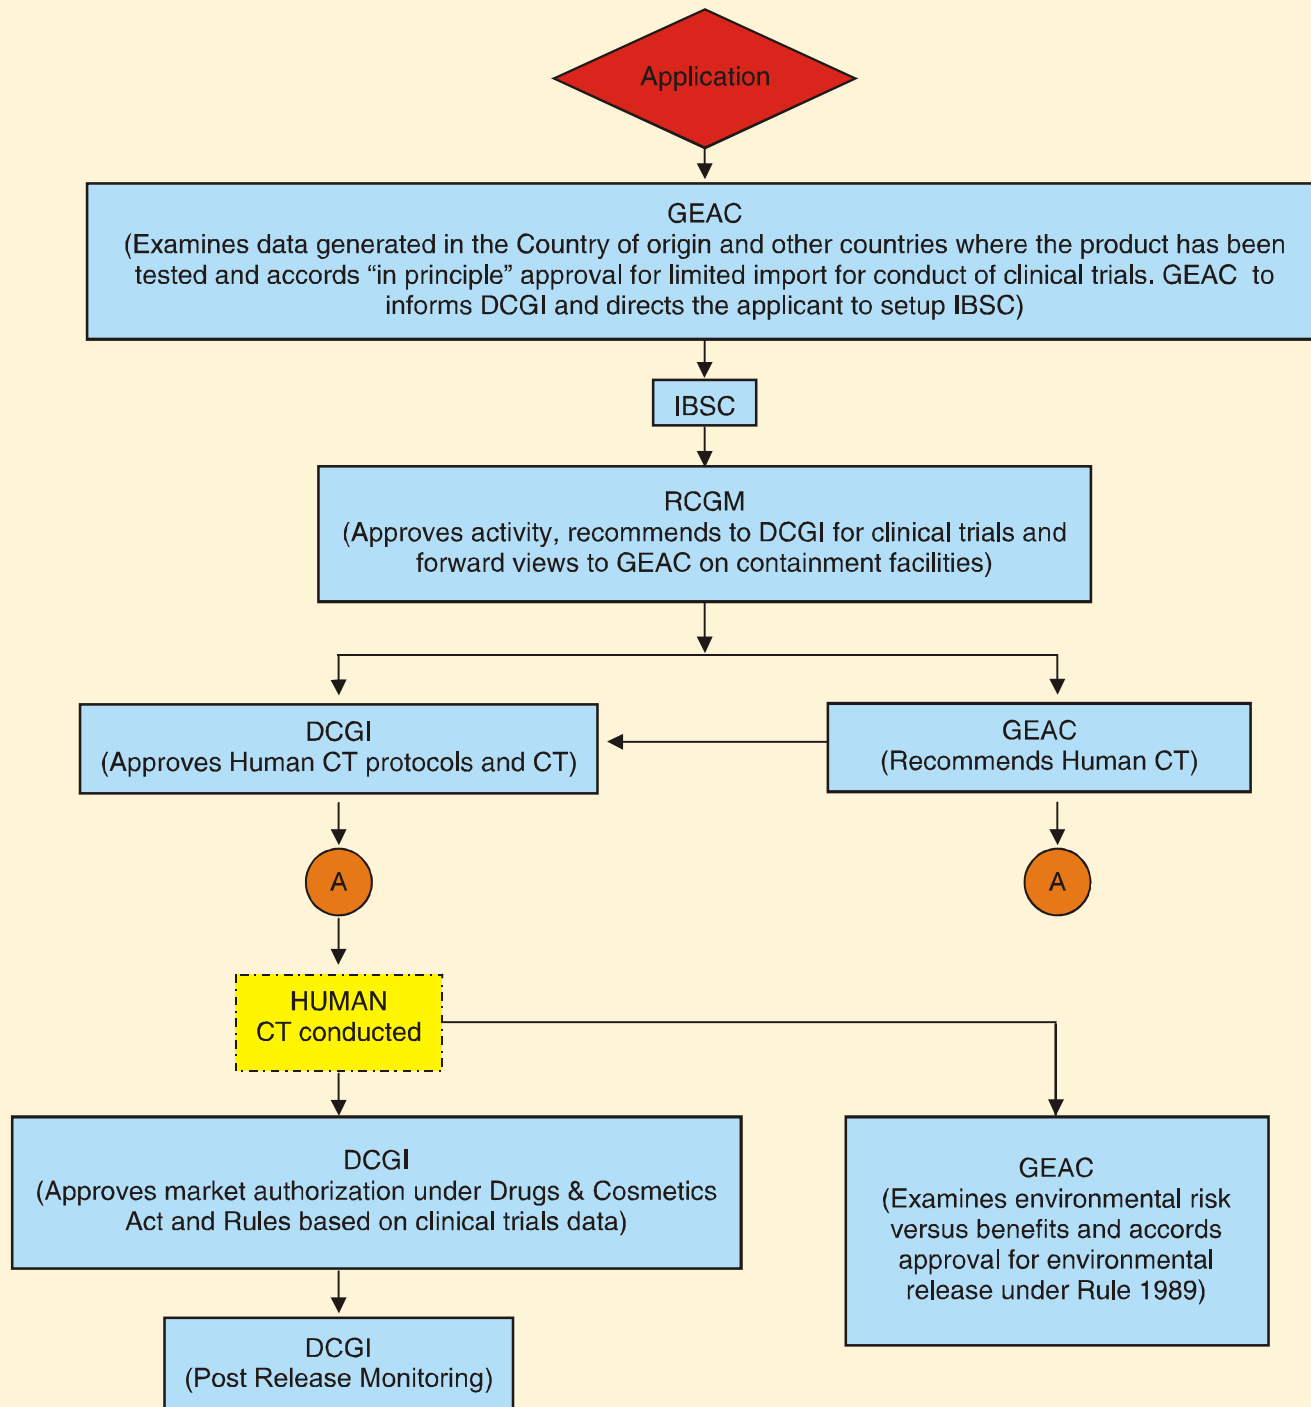 Application
GEAC
(Examines data generated in the Country of origin and other countries where the product has been
tested and accords “in principle” approval for limited import for conduct of clinical trials. GEAC to
informs DCGI and directs the applicant to setup IBSC)
IBSC
RCGM
(Approves activity, recommends to DCGI for clinical trials and
forward views to GEAC on containment facilities)
DCGI
(Approves Human CT protocols and CT)
GEAC
(Recommends Human CT)
A
A
HUMAN
CT conducted
DCGI
(Approves market authorization under Drugs & Cosmetics
Act and Rules based on clinical trials data)
GEAC
(Examines environmental risk
versus benefits and accords
approval for environmental
release under Rule 1989)
DCGI
(Post Release Monitoring)